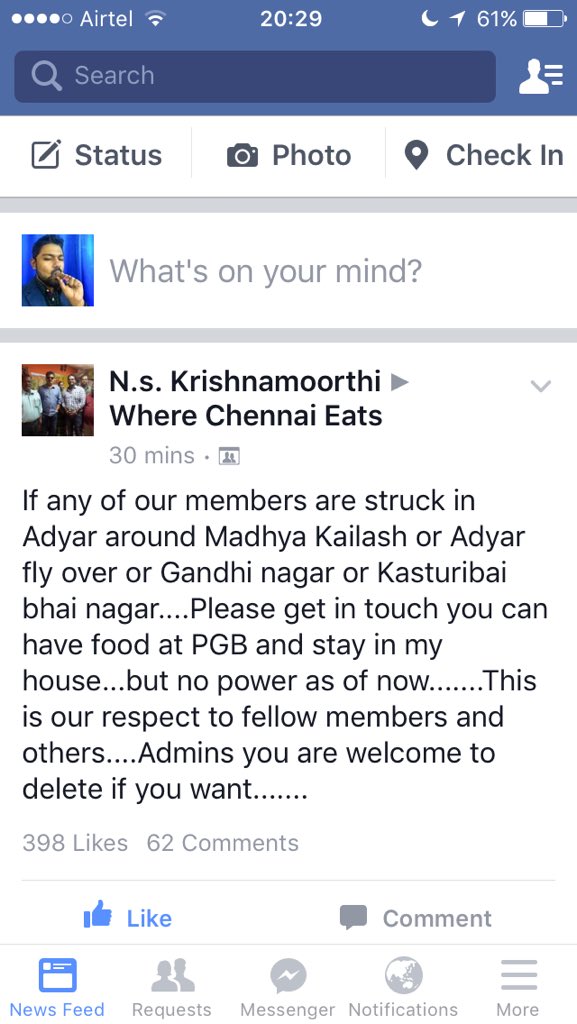 Airtel 20:29 61%
Search
Status Photo Check In
What's on your mind?
N.s. Krishnamoorthi ▶
Where Chennai Eats
30 mins ·
If any of our members are struck in
Adyar around Madhya Kailash or Adyar
fly over or Gandhi nagar or Kasturibai
bhai nagar....Please get in touch you can
have food at PGB and stay in my
house...but no power as of now.......This
is our respect to fellow members and
others....Admins you are welcome to
delete if you want.......
398 Likes 62 Comments
Like Comment
News Feed Requests Messenger Notifications More